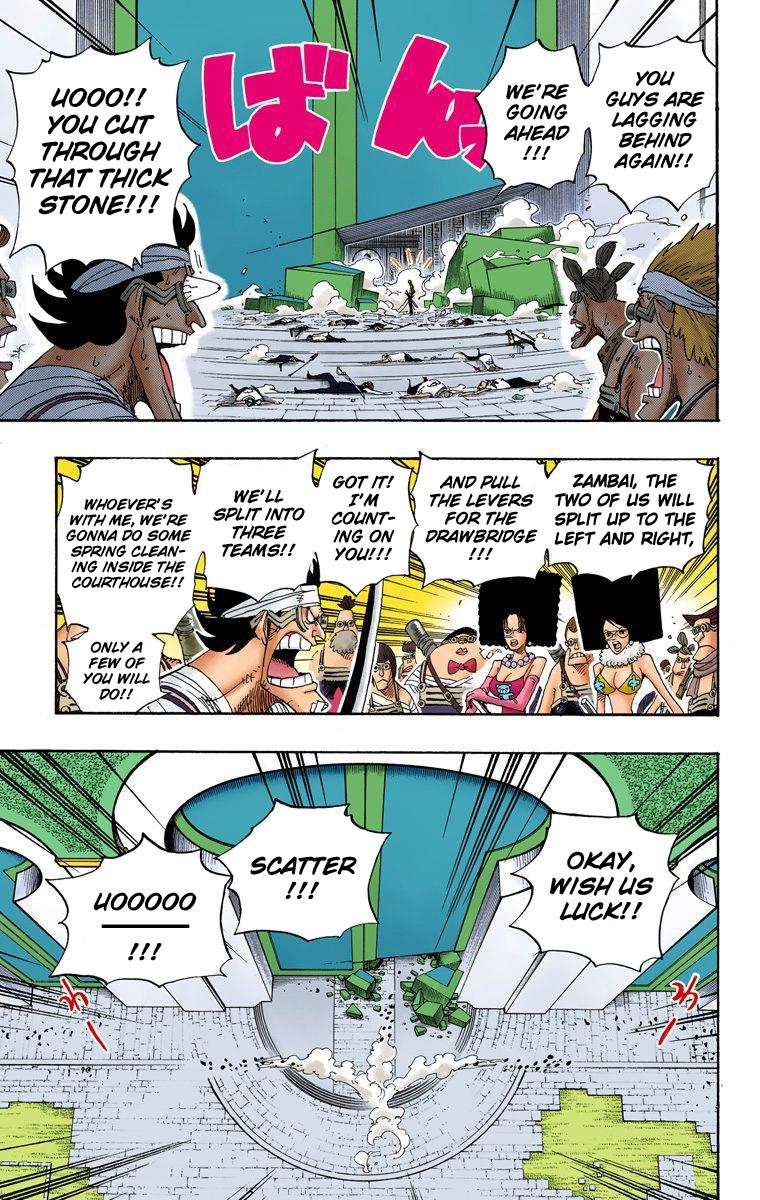 YOU
GUYS ARE
LAGGING
BEHIND
AGAIN!!
WE'RE
GOING
AHEAD
!!!
ばん
UOOO!!
YOU CUT
THROUGH
THAT THICK
STONE!!!
ZAMBAI, THE
TWO OF US WILL
SPLIT UP TO THE
LEFT AND RIGHT,
AND PULL
THE LEVERS
FOR THE
DRAWBRIDGE
!!!
GOT IT!
I'M
COUNT-
ING ON
YOU!!!
WE'LL
SPLIT INTO
THREE
TEAMS!!
WHOEVER'S
WITH ME, WE'RE
GONNA DO SOME
SPRING CLEAN-
ING INSIDE THE
COURTHOUSE!!
ONLY A
FEW OF
YOU WILL
DO!!
OKAY,
WISH US
LUCK!!
SCATTER
!!!
UOOOOO
!!!
わー
わー